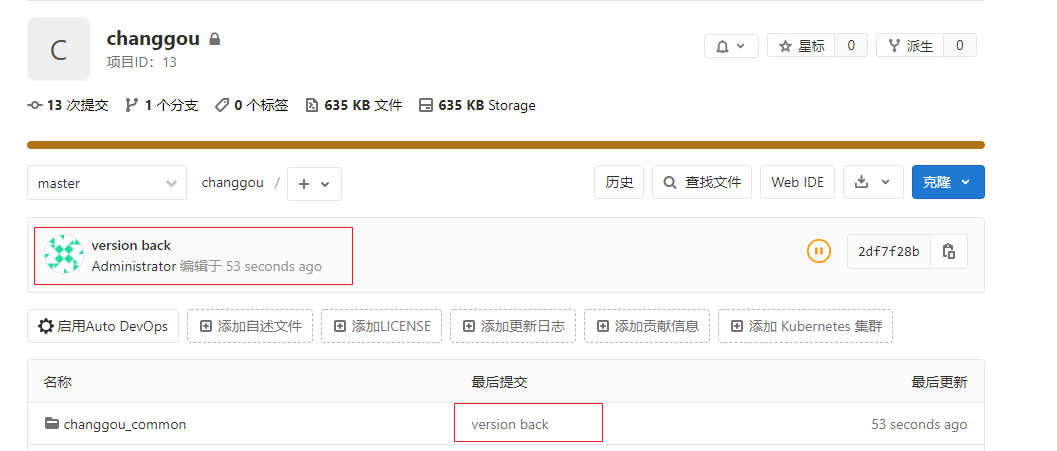 C
changgou
项目ID: 13
星标 0
派生 0
13 次提交 1 个分支 0 个标签 635 KB 文件 635 KB Storage
master changgou / + 历史 查找文件 Web IDE 克隆
version back
Administrator 编辑于 53 seconds ago
2df7f28b
启用Auto DevOps 添加自述文件 添加LICENSE 添加更新日志 添加贡献信息 添加 Kubernetes 集群
名称 最后提交 最后更新
changgou_common version back 53 seconds ago